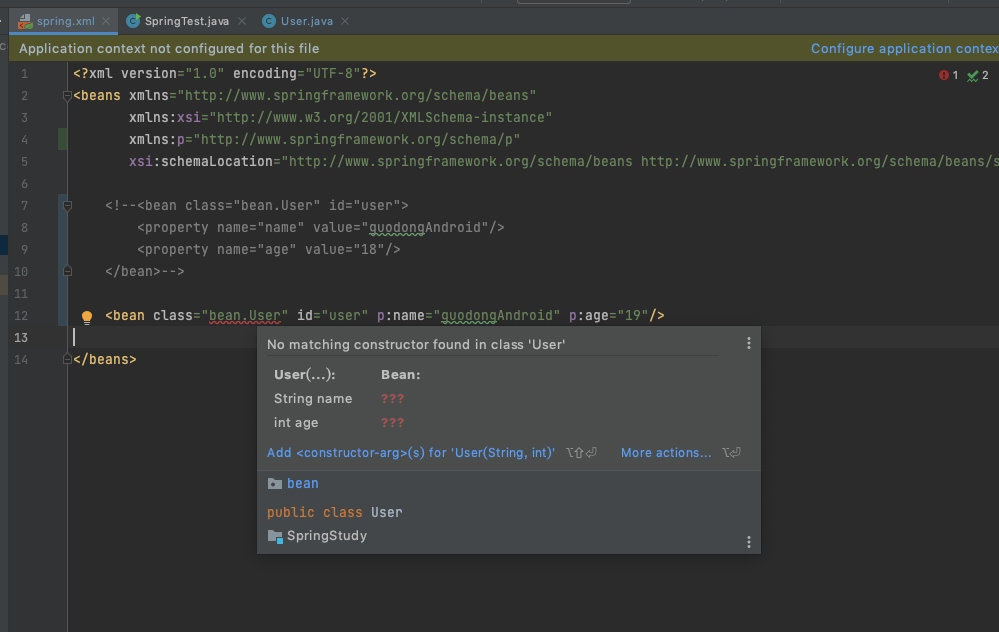 spring.xml SpringTest.java User.java
Application context not configured for this file Configure application contex
1 <?xml version="1.0" encoding="UTF-8"?> 1 2
2 <beans xmlns="http://www.springframework.org/schema/beans"
3 xmlns:xsi="http://www.w3.org/2001/XMLSchema-instance"
4 xmlns:p="http://www.springframework.org/schema/p"
5 xsi:schemaLocation="http://www.springframework.org/schema/beans http://www.springframework.org/schema/beans/s
6
7 <!--<bean class="bean.User" id="user">
8 <property name="name" value="guodongAndroid"/>
9 <property name="age" value="18"/>
10 </bean>-->
11
12 <bean class="bean.User" id="user" p:name="guodongAndroid" p:age="19"/>
13
14 </beans>
No matching constructor found in class 'User'
User(...): Bean:
String name ???
int age ???
Add <constructor-arg>(s) for 'User(String, int)' ⌥⇧⏎ More actions... ⌥⏎
bean
public class User
SpringStudy